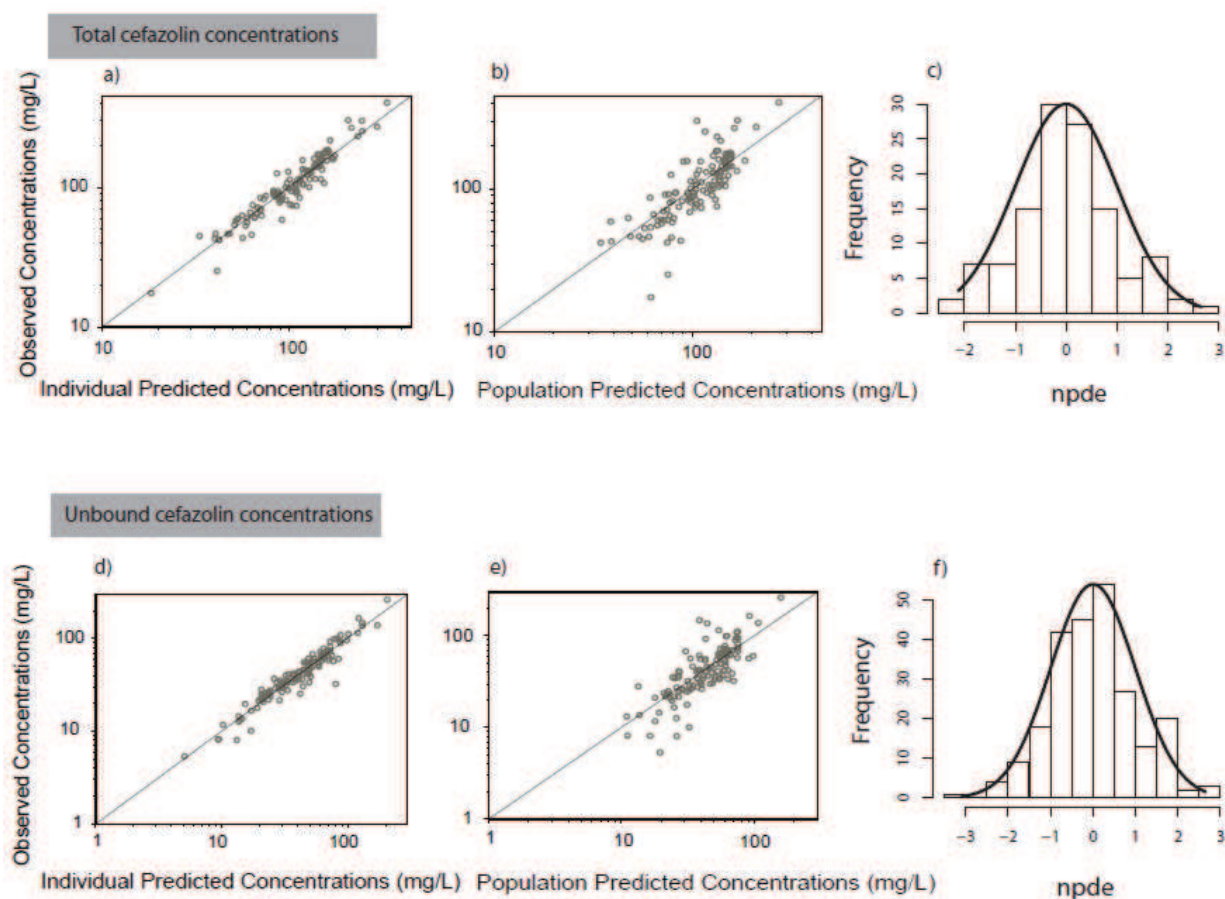 Total cefazolin concentrations
a)
b)
c)
Observed Concentrations (mg/L)
100
10
10
100
Individual Predicted Concentrations (mg/L)
100
10
10
100
Population Predicted Concentrations (mg/L)
Frequency
30
25
20
15
10
5
0
−2
−1
0
1
2
3
npde
Unbound cefazolin concentrations
d)
e)
f)
Observed Concentrations (mg/L)
100
10
1
1
10
100
Individual Predicted Concentrations (mg/L)
100
10
1
1
10
100
Population Predicted Concentrations (mg/L)
Frequency
50
40
30
20
10
0
−3
−2
−1
0
1
2
3
npde